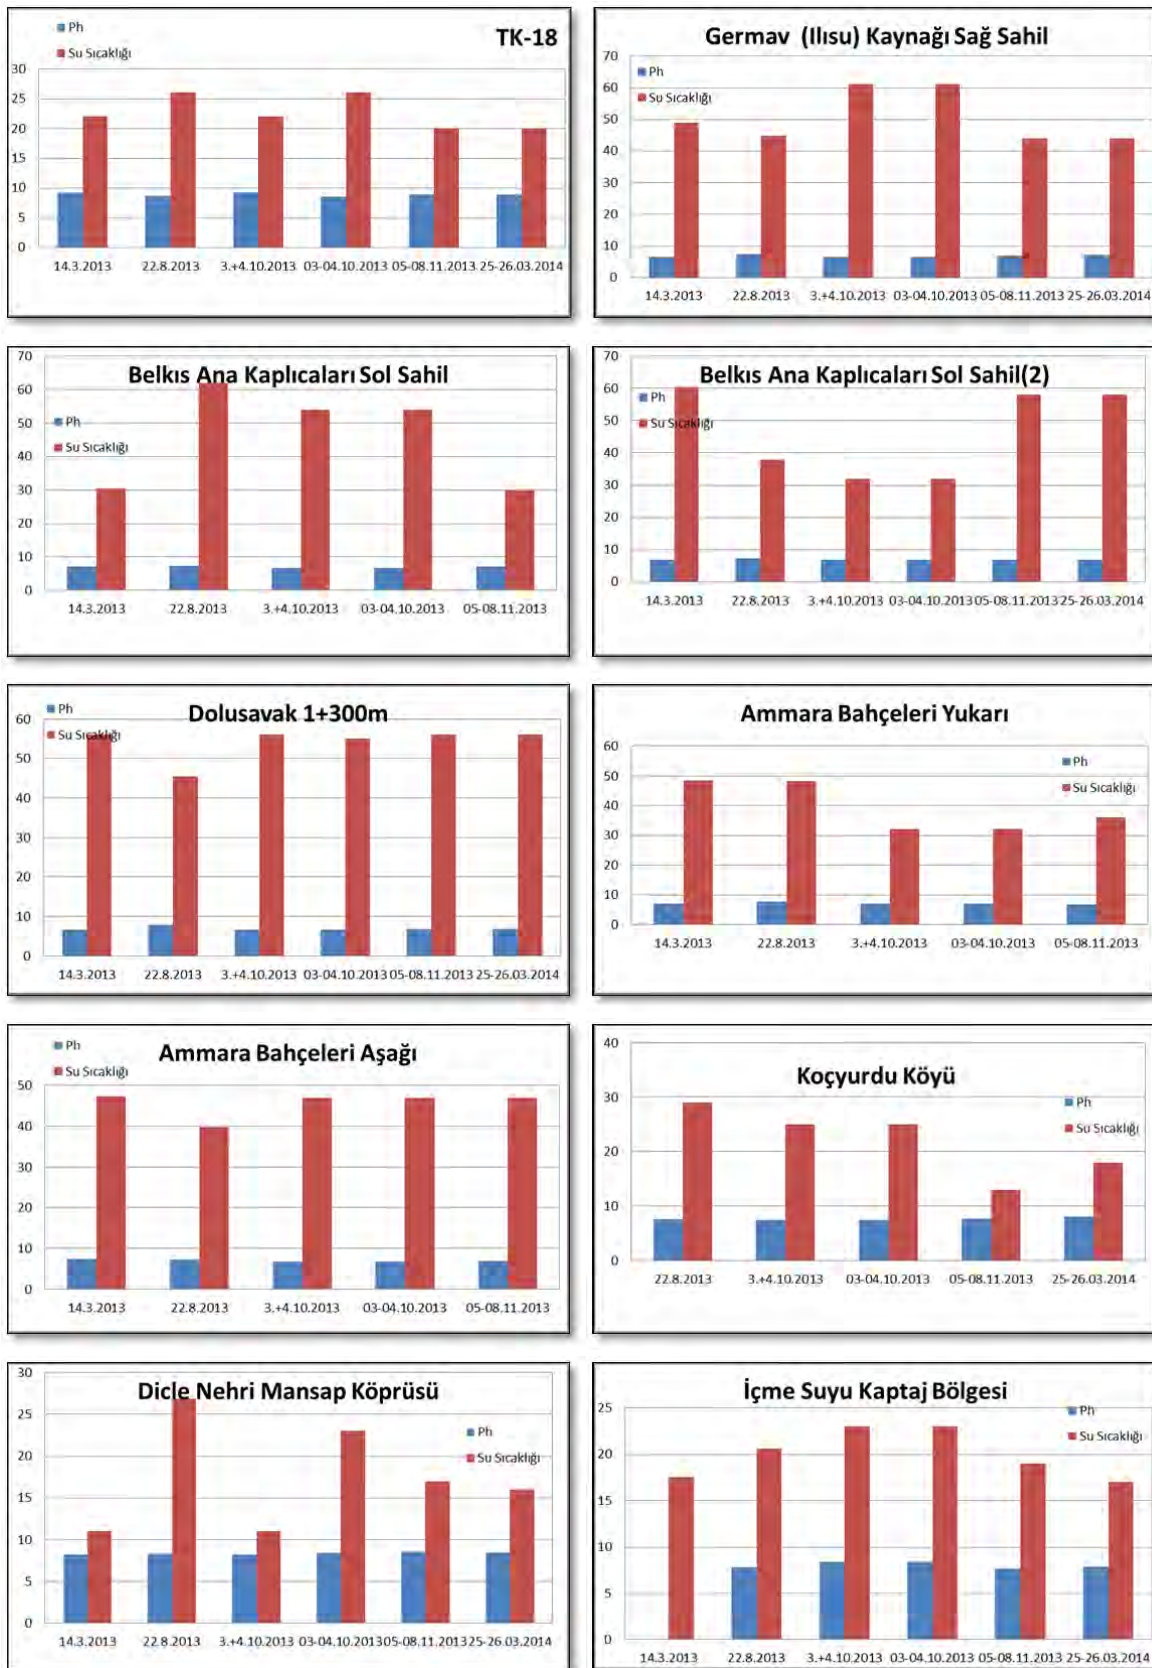 TK-18
Ph
Su Sıcaklığı
30
25
20
15
10
5
0
14.3.2013 22.8.2013 3.+4.10.2013 03-04.10.2013 05-08.11.2013 25-26.03.2014
Germav (Ilısu) Kaynağı Sağ Sahil
Ph
Su Sıcaklığı
70
60
50
40
30
20
10
0
14.3.2013 22.8.2013 3.+4.10.2013 03-04.10.2013 05-08.11.2013 25-26.03.2014
Belkıs Ana Kaplıcaları Sol Sahil
Ph
Su Sıcaklığı
70
60
50
40
30
20
10
0
14.3.2013 22.8.2013 3.+4.10.2013 03-04.10.2013 05-08.11.2013
Belkıs Ana Kaplıcaları Sol Sahil(2)
Ph
Su Sıcaklığı
70
60
50
40
30
20
10
0
14.3.2013 22.8.2013 3.+4.10.2013 03-04.10.2013 05-08.11.2013 25-26.03.2014
Dolusavak 1+300m
Ph
Su Sıcaklığı
60
50
40
30
20
10
0
14.3.2013 22.8.2013 3.+4.10.2013 03-04.10.2013 05-08.11.2013 25-26.03.2014
Ammara Bahçeleri Yukarı
Ph
Su Sıcaklığı
60
50
40
30
20
10
0
14.3.2013 22.8.2013 3.+4.10.2013 03-04.10.2013 05-08.11.2013
Ammara Bahçeleri Aşağı
Ph
Su Sıcaklığı
50
40
30
20
10
0
14.3.2013 22.8.2013 3.+4.10.2013 03-04.10.2013 05-08.11.2013
Koçyurdu Köyü
Ph
Su Sıcaklığı
40
30
20
10
0
22.8.2013 3.+4.10.2013 03-04.10.2013 05-08.11.2013 25-26.03.2014
Dicle Nehri Mansap Köprüsü
Ph
Su Sıcaklığı
30
25
20
15
10
5
0
14.3.2013 22.8.2013 3.+4.10.2013 03-04.10.2013 05-08.11.2013 25-26.03.2014
İçme Suyu Kaptaj Bölgesi
Ph
Su Sıcaklığı
25
20
15
10
5
0
14.3.2013 22.8.2013 3.+4.10.2013 03-04.10.2013 05-08.11.2013 25-26.03.2014